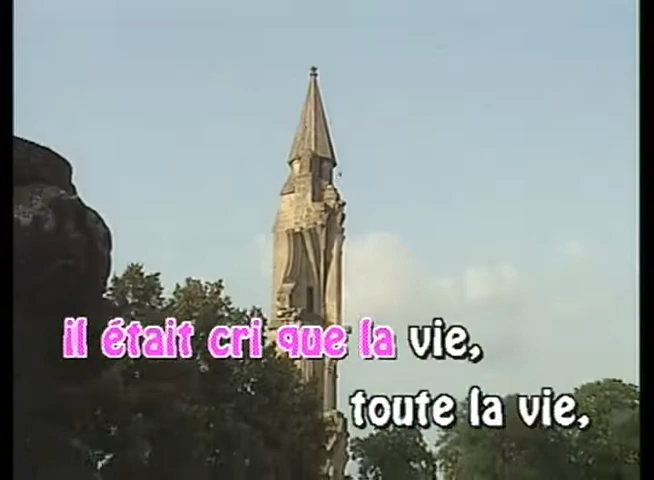 il était cri que la vie,
toute la vie,